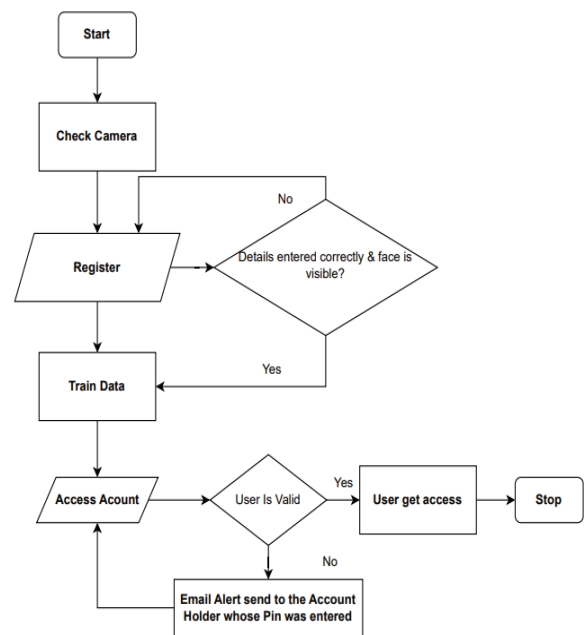 Start
Check Camera
No
Details entered correctly & face is
visible?
Register
Yes
Train Data
Access Acount
User Is Valid
Yes
User get access
Stop
No
Email Alert send to the Account
Holder whose Pin was entered